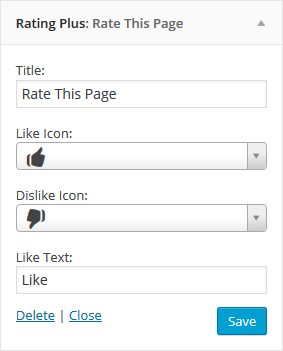 Rating Plus: Rate This Page
Title:
Rate This Page
Like Icon:
Dislike Icon:
Like Text:
Like
Delete | Close
Save